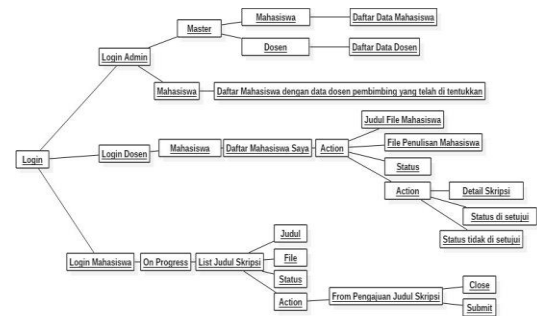 Mahasiswa
Daftar Data Mahasiswa
Master
Dosen
Daftar Data Dosen
Login Admin
Mahasiswa
Daftar Mahasiswa dengan data dosen pembimbing yang telah di tentukkan
Judul File Mahasiswa
File Penulisan Mahasiswa
Login
Login Dosen
Mahasiswa
Daftar Mahasiswa Saya
Action
Status
Action
Detail Skripsi
Status di setujui
Status tidak di setujui
Judul
Login Mahasiswa
On Progress
List Judul Skripsi
File
Status
Action
From Pengajuan Judul Skripsi
Close
Submit